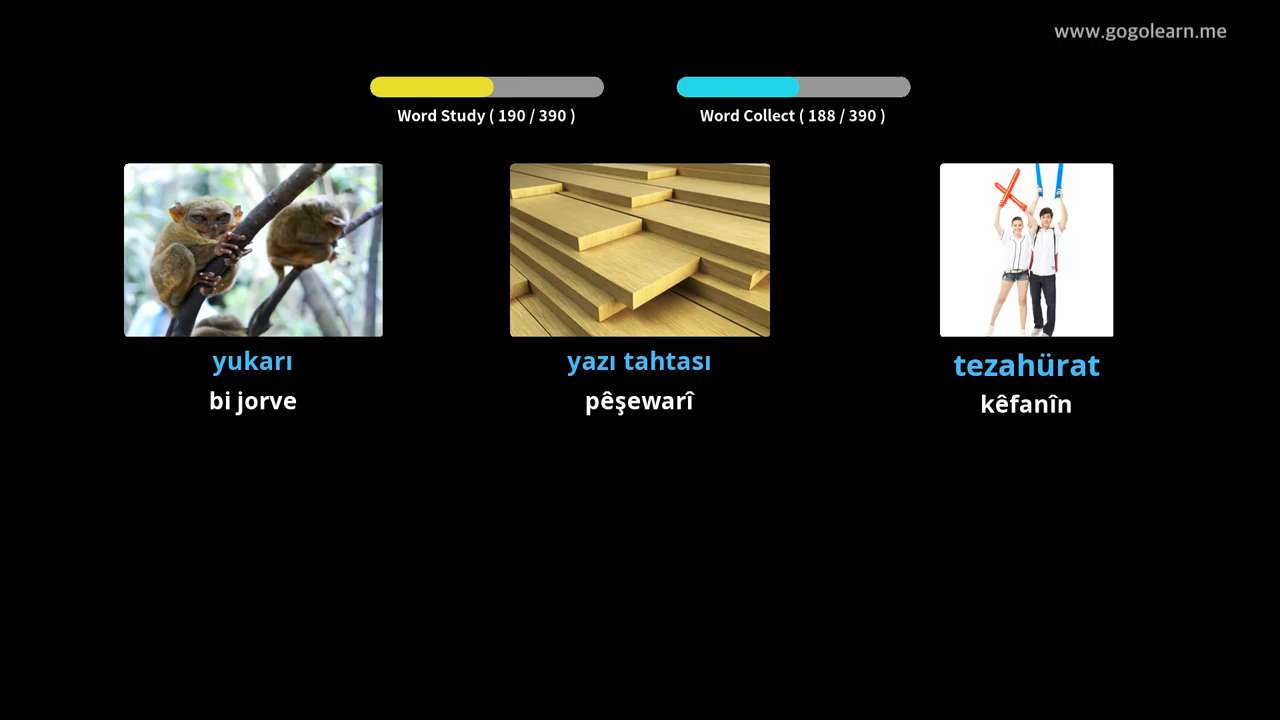 www.gogolearn.me
Word Study ( 190 / 390 )
Word Collect ( 188 / 390 )
yukarı
bi jorve
yazı tahtası
pêşewarî
tezahürat
kêfanîn